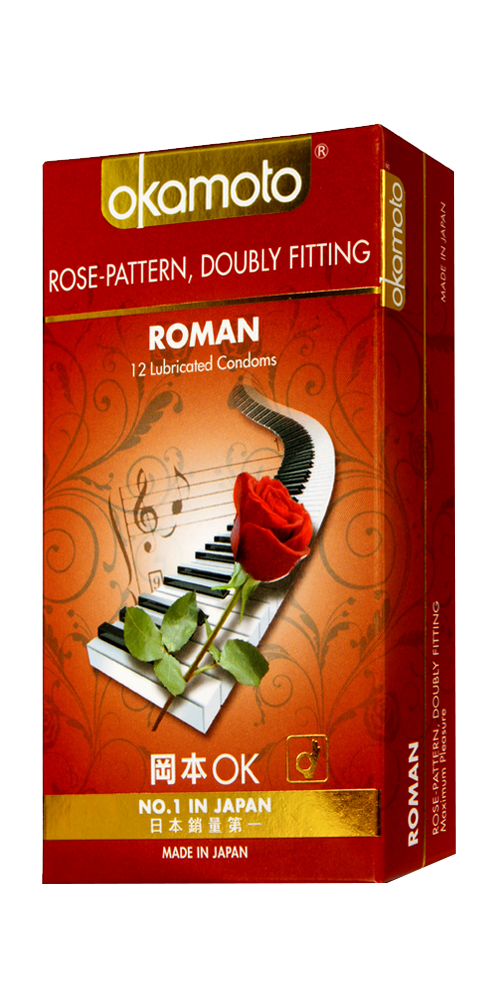 okamoto®
ROSE-PATTERN, DOUBLY FITTING
ROMAN
12 Lubricated Condoms
岡本OK
NO.1 IN JAPAN
日本銷量第一
MADE IN JAPAN
okamoto
MADE IN JAPAN
ROMAN
ROSE-PATTERN, DOUBLY FITTING
Maximum Pleasure